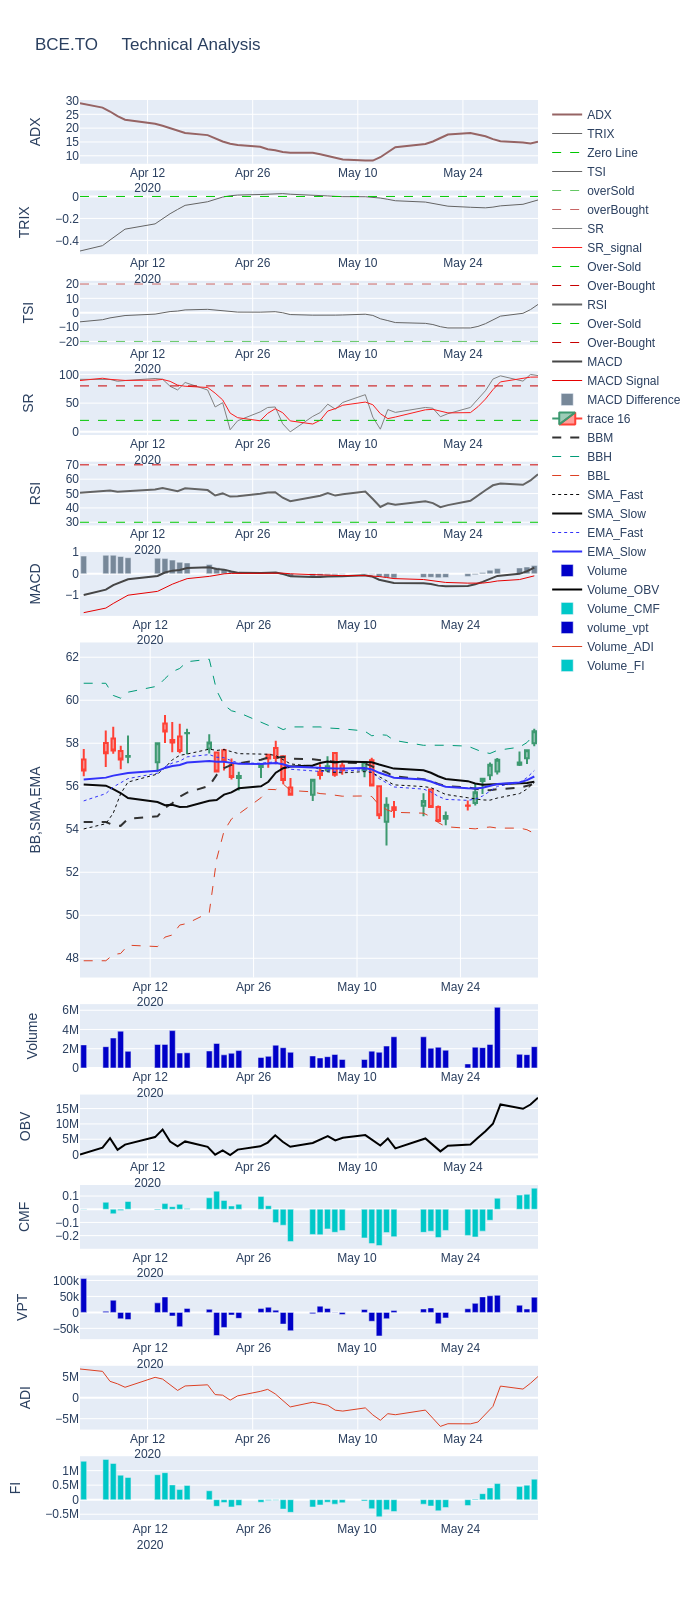 BCE.TO Technical Analysis
30
25
20
15
10
ADX
Apr 12
2020
Apr 26
May 10
May 24
0
−0.2
−0.4
TRIX
Apr 12
2020
Apr 26
May 10
May 24
20
10
0
−10
−20
TSI
Apr 12
2020
Apr 26
May 10
May 24
100
50
0
SR
Apr 12
2020
Apr 26
May 10
May 24
70
60
50
40
30
RSI
Apr 12
2020
Apr 26
May 10
May 24
1
0
−1
MACD
Apr 12
2020
Apr 26
May 10
May 24
62
60
58
56
54
52
50
48
BB,SMA,EMA
Apr 12
2020
Apr 26
May 10
May 24
6M
4M
2M
0
Volume
Apr 12
2020
Apr 26
May 10
May 24
15M
10M
5M
0
OBV
Apr 12
2020
Apr 26
May 10
May 24
0.1
0
−0.1
−0.2
CMF
Apr 12
2020
Apr 26
May 10
May 24
100k
50k
0
−50k
VPT
Apr 12
2020
Apr 26
May 10
May 24
5M
0
−5M
ADI
Apr 12
2020
Apr 26
May 10
May 24
1M
0.5M
0
−0.5M
FI
Apr 12
2020
Apr 26
May 10
May 24
ADX
TRIX
Zero Line
TSI
overSold
overBought
SR
SR_signal
Over-Sold
Over-Bought
RSI
Over-Sold
Over-Bought
MACD
MACD Signal
MACD Difference
trace 16
BBM
BBH
BBL
SMA_Fast
SMA_Slow
EMA_Fast
EMA_Slow
Volume
Volume_OBV
Volume_CMF
volume_vpt
Volume_ADI
Volume_FI